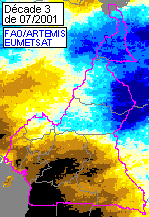 Décade 3
de 07/2001
FAO/ARTEMIS
EUMETSAT